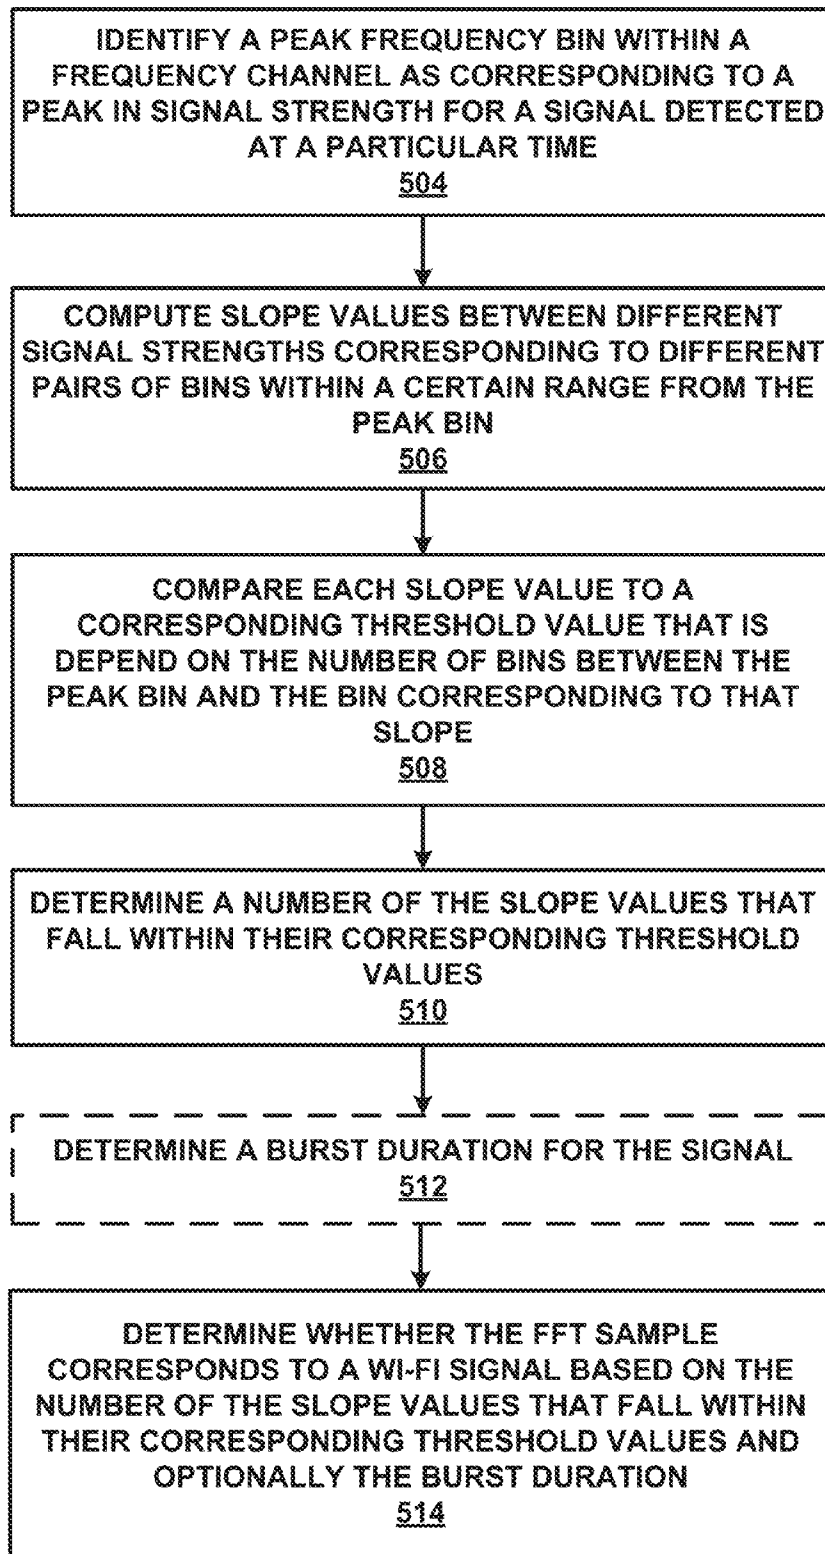 IDENTIFY A PEAK FREQUENCY BIN WITHIN A
FREQUENCY CHANNEL AS CORRESPONDING TO A
PEAK IN SIGNAL STRENGTH FOR A SIGNAL DETECTED
AT A PARTICULAR TIME
504
COMPUTE SLOPE VALUES BETWEEN DIFFERENT
SIGNAL STRENGTHS CORRESPONDING TO DIFFERENT
PAIRS OF BINS WITHIN A CERTAIN RANGE FROM THE
PEAK BIN
506
COMPARE EACH SLOPE VALUE TO A
CORRESPONDING THRESHOLD VALUE THAT IS
DEPEND ON THE NUMBER OF BINS BETWEEN THE
PEAK BIN AND THE BIN CORRESPONDING TO THAT
SLOPE
508
DETERMINE A NUMBER OF THE SLOPE VALUES THAT
FALL WITHIN THEIR CORRESPONDING THRESHOLD
VALUES
510
DETERMINE A BURST DURATION FOR THE SIGNAL
512
DETERMINE WHETHER THE FFT SAMPLE
CORRESPONDS TO A WI-FI SIGNAL BASED ON THE
NUMBER OF THE SLOPE VALUES THAT FALL WITHIN
THEIR CORRESPONDING THRESHOLD VALUES AND
OPTIONALLY THE BURST DURATION
514